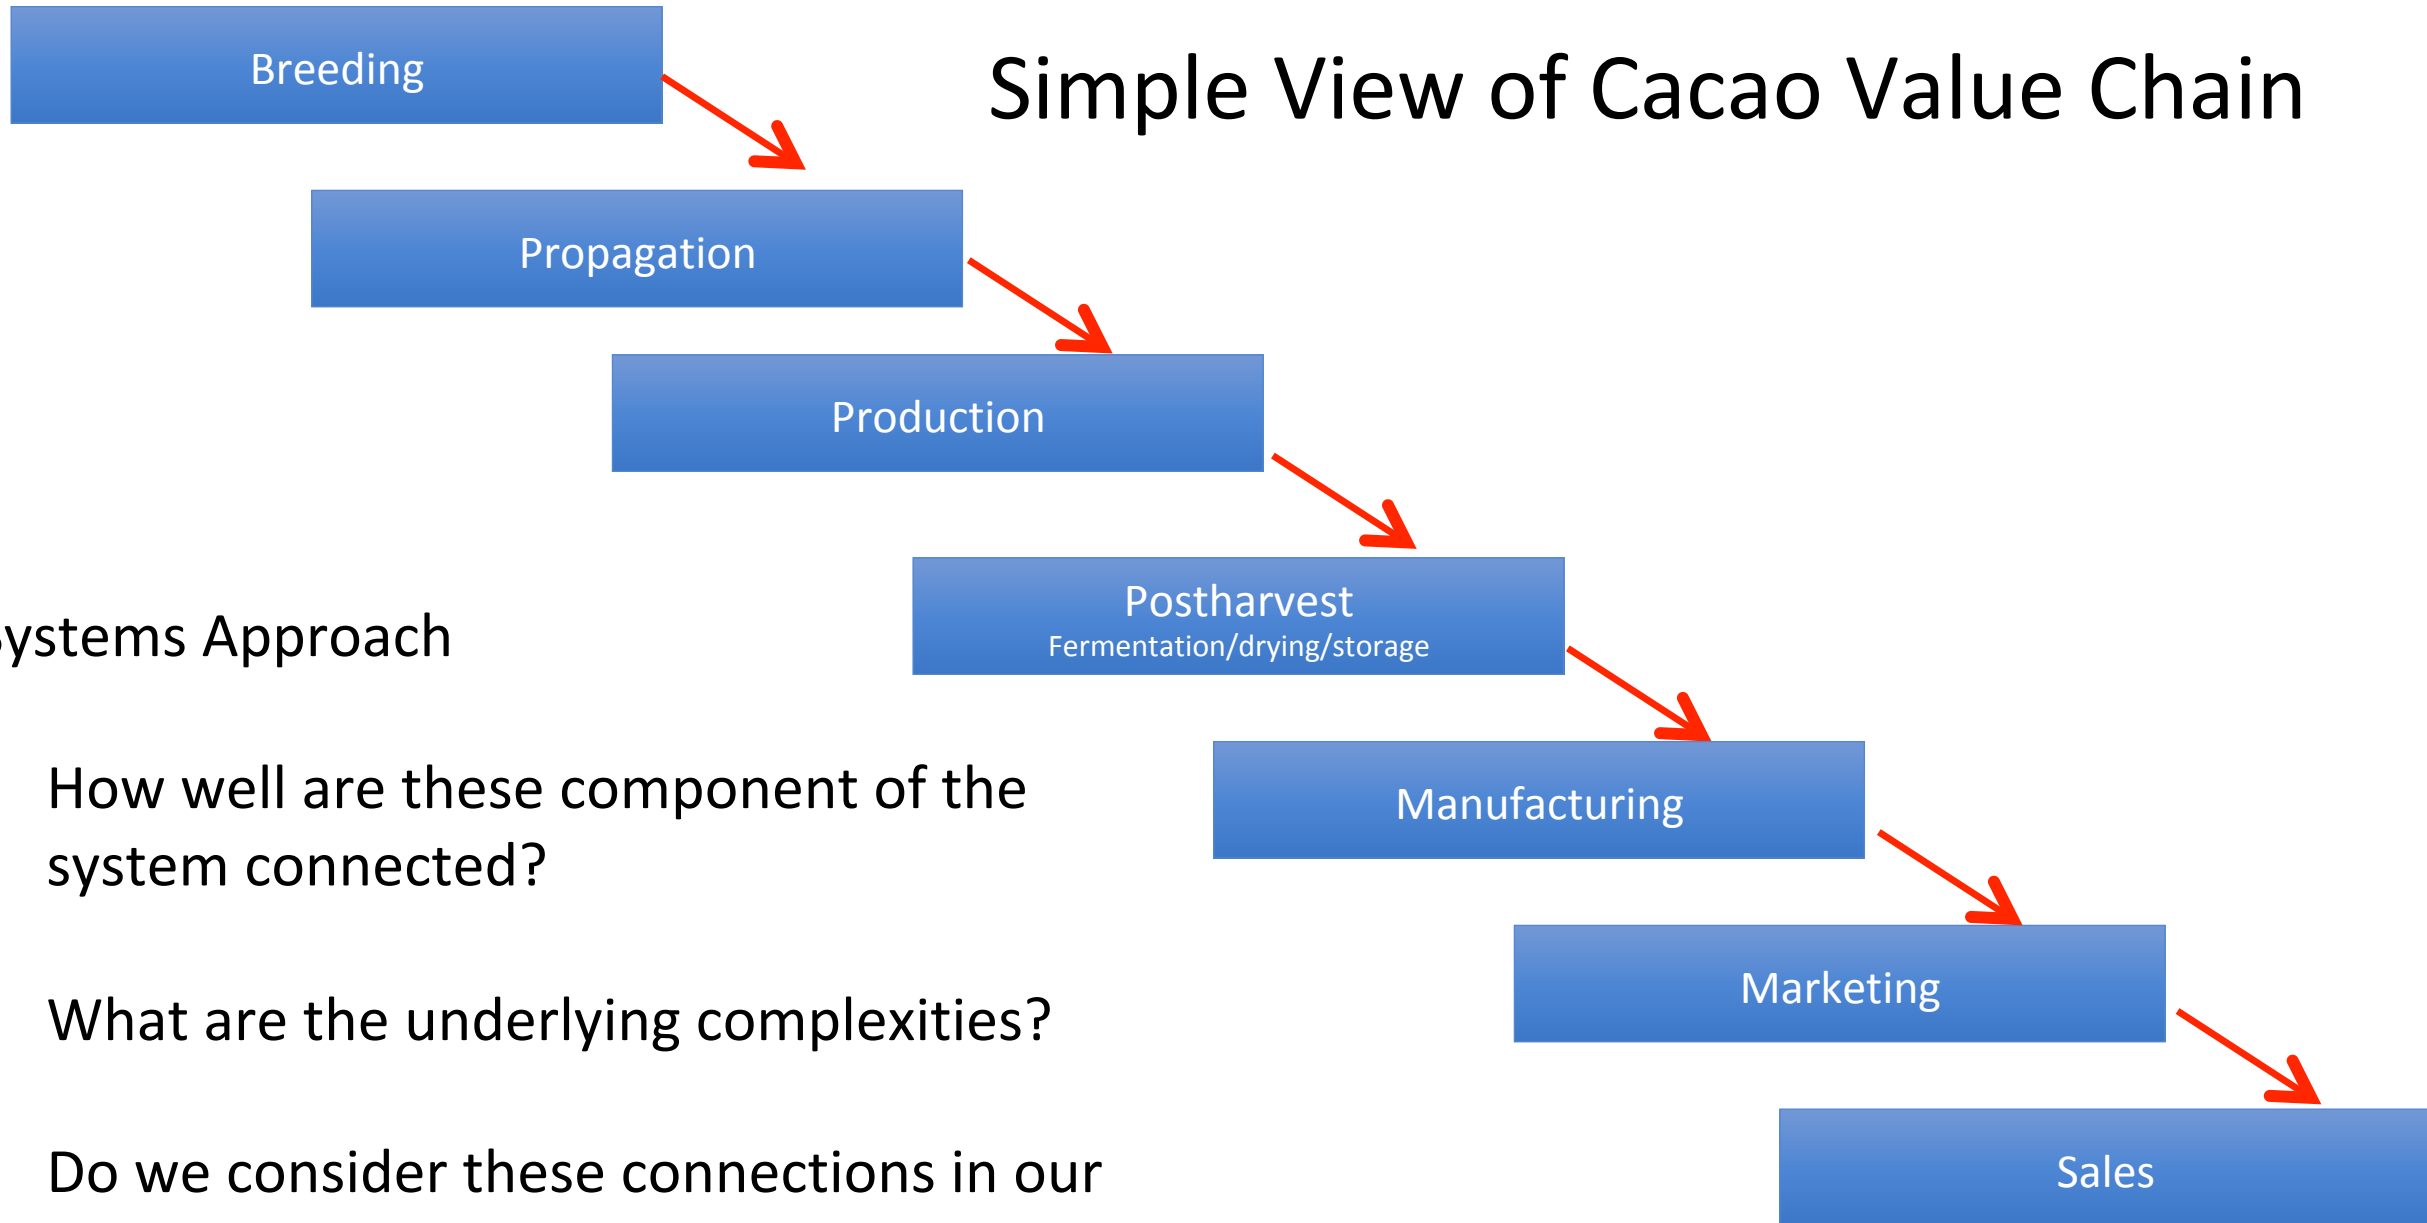 Simple View of Cacao Value Chain
Breeding
Propagation
Production
Postharvest
Fermentation/drying/storage
Manufacturing
Marketing
Sales
ystems Approach
How well are these component of the
system connected?
What are the underlying complexities?
Do we consider these connections in our